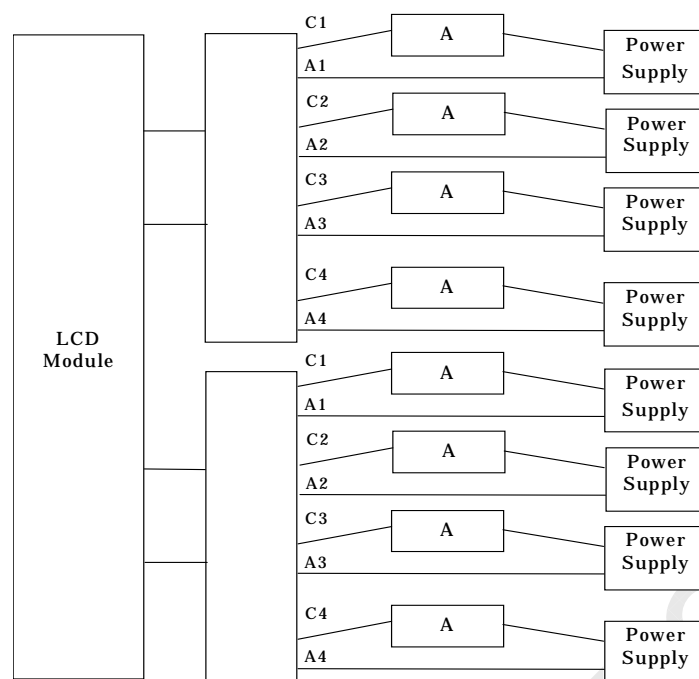 C1
A
Power
Supply
A1
C2
A
Power
Supply
A2
C3
A
Power
Supply
A3
C4
A
Power
Supply
A4
LCD
Module
C1
A
Power
Supply
A1
C2
A
Power
Supply
A2
C3
A
Power
Supply
A3
C4
A
Power
Supply
A4